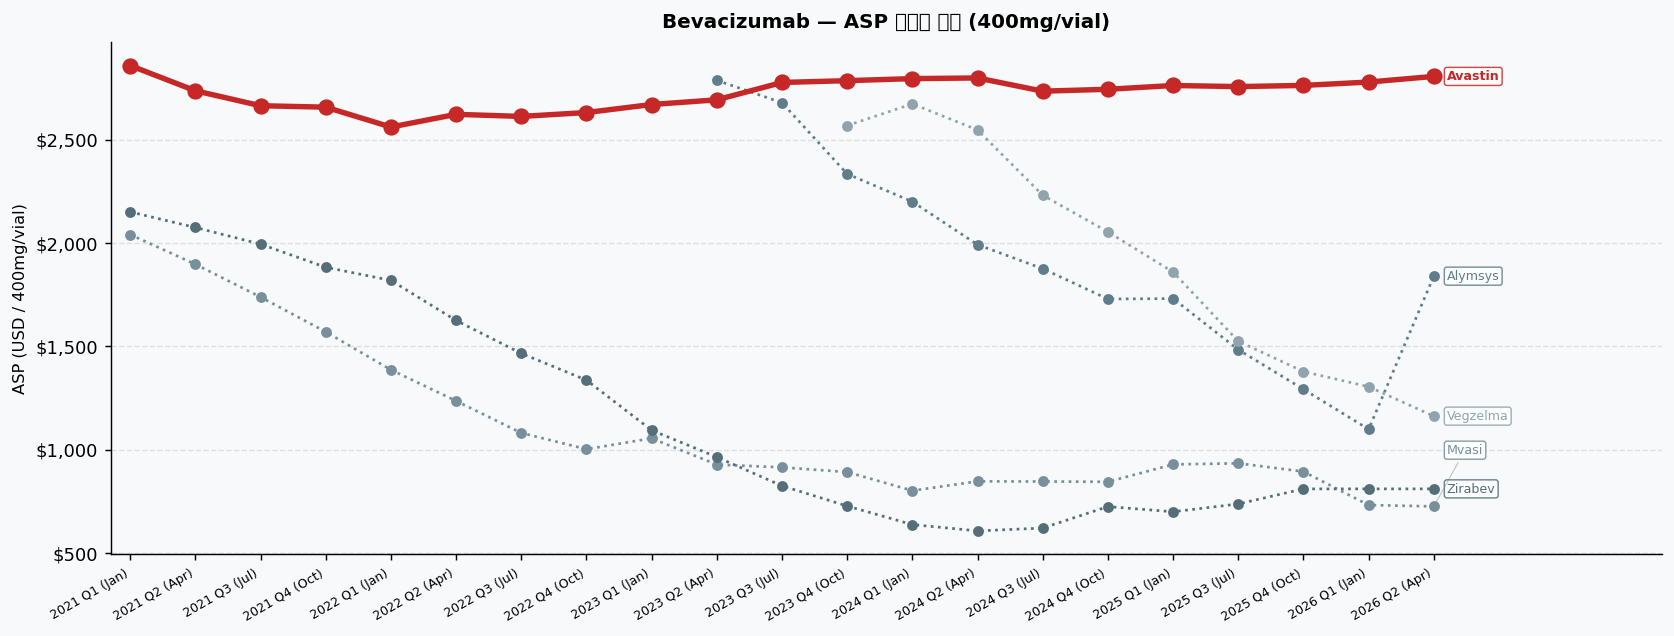 Bevacizumab — ASP (400mg/vial)
ASP (USD / 400mg/vial)
$2,500
$2,000
$1,500
$1,000
$500
Avastin
Alymsys
Vegzelma
Mvasi
Zirabev
2021 Q1 (Jan)
2021 Q2 (Apr)
2021 Q3 (Jul)
2021 Q4 (Oct)
2022 Q1 (Jan)
2022 Q2 (Apr)
2022 Q3 (Jul)
2022 Q4 (Oct)
2023 Q1 (Jan)
2023 Q2 (Apr)
2023 Q3 (Jul)
2023 Q4 (Oct)
2024 Q1 (Jan)
2024 Q2 (Apr)
2024 Q3 (Jul)
2024 Q4 (Oct)
2025 Q1 (Jan)
2025 Q3 (Jul)
2025 Q4 (Oct)
2026 Q1 (Jan)
2026 Q2 (Apr)